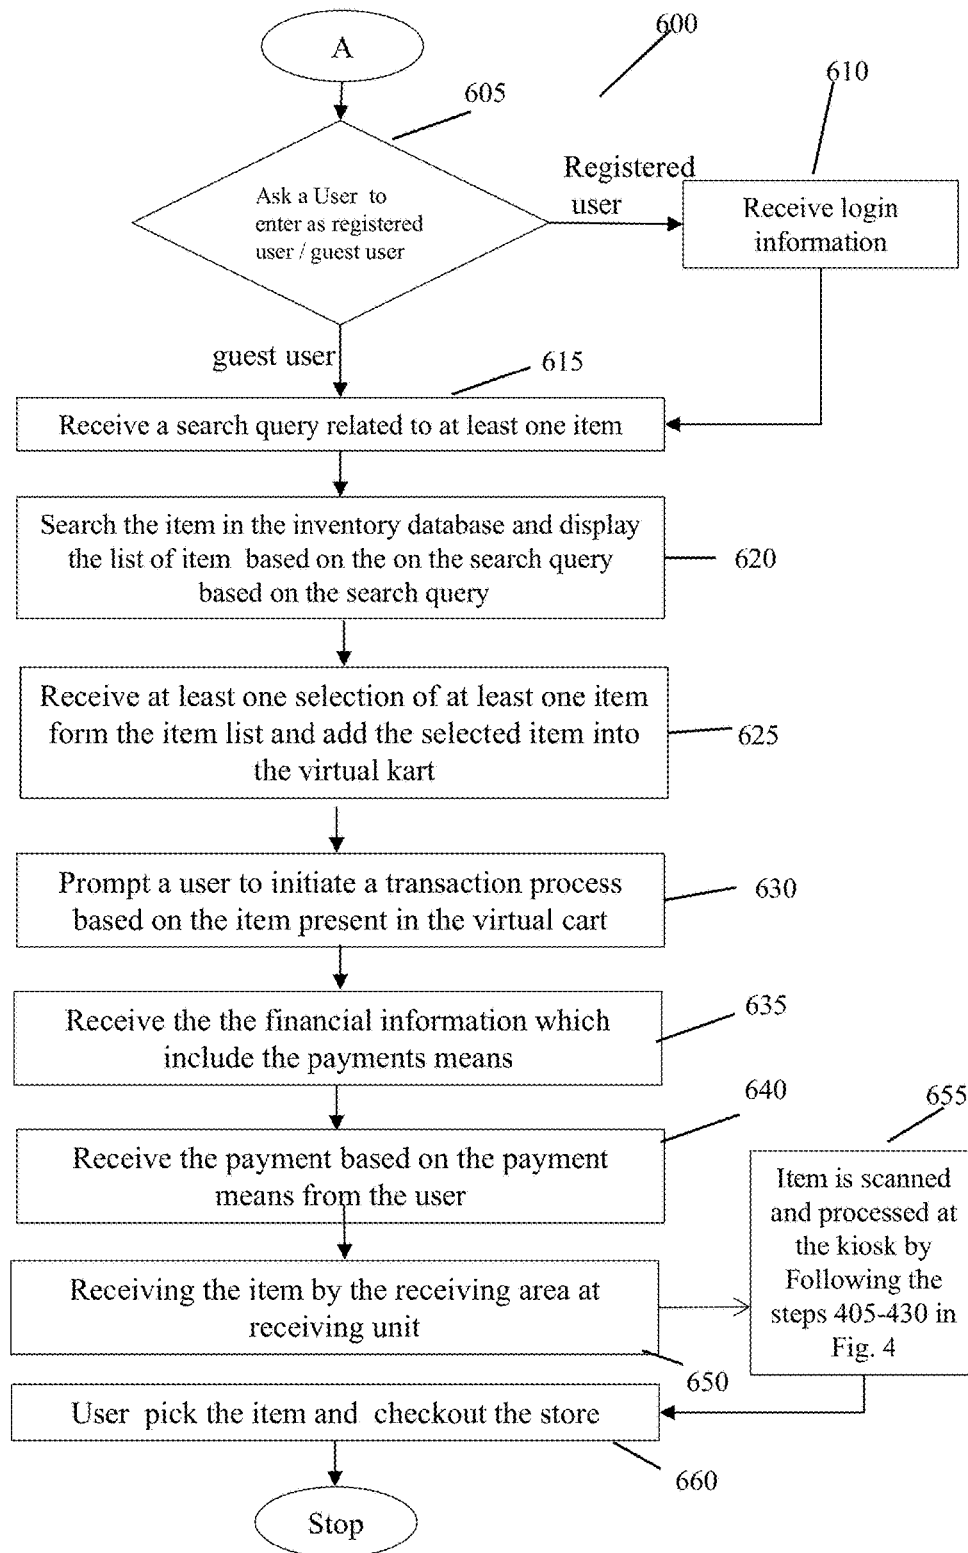 A
600
605
610
Ask a User to
enter as registered
user / guest user
Registered
user
Receive login
information
guest user
615
Receive a search query related to at least one item
Search the item in the inventory database and display
the list of item based on the on the search query
based on the search query
620
Receive at least one selection of at least one item
form the item list and add the selected item into
the virtual kart
625
Prompt a user to initiate a transaction process
based on the item present in the virtual cart
630
Receive the the financial information which
include the payments means
635
640
Receive the payment based on the payment
means from the user
655
Item is scanned
and processed at
the kiosk by
Following the
steps 405-430 in
Fig. 4
Receiving the item by the receiving area at
receiving unit
650
User pick the item and checkout the store
660
Stop